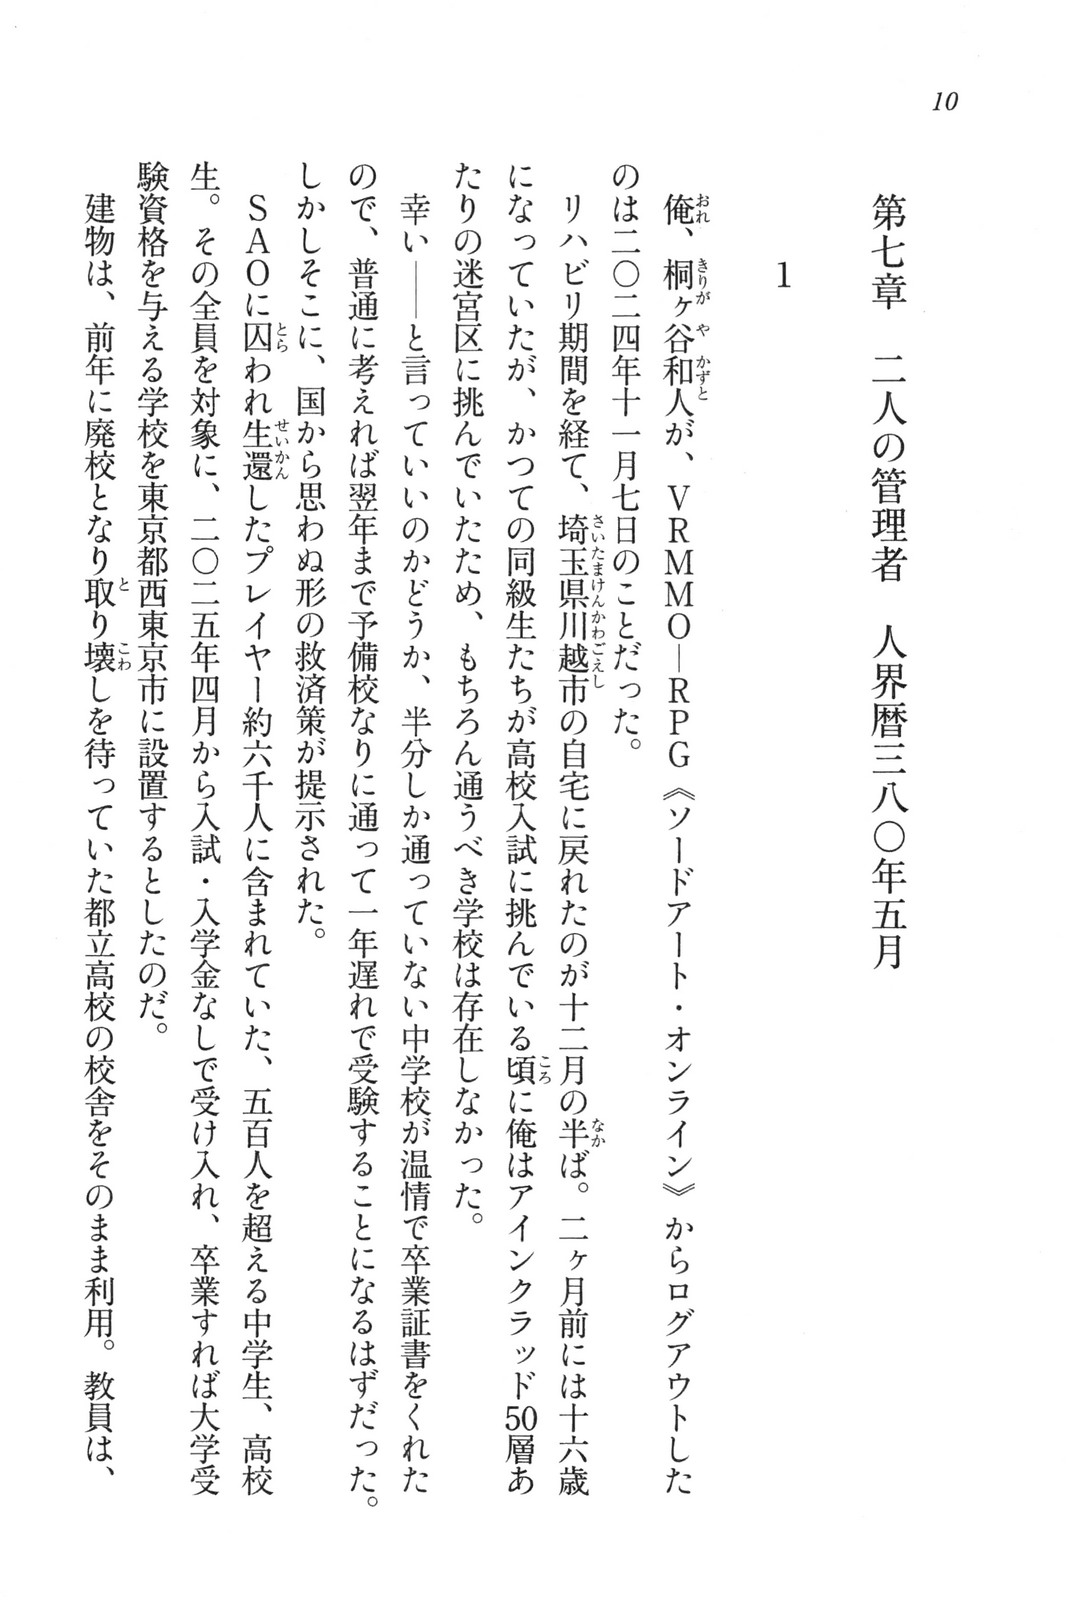 10
第七章　二人の管理者　人界暦三八〇年五月
1
俺、桐ヶ谷和人が、ＶＲＭＭＯ―ＲＰＧ《ソードアート・オンライン》からログアウトした
のは二〇二四年十一月七日のことだった。
リハビリ期間を経て、埼玉県川越市の自宅に戻れたのが十二月の半ば。二ヶ月前には十六歳
になっていたが、かつての同級生たちが高校入試に挑んでいる頃に俺はアインクラッド50層あ
たりの迷宮区に挑んでいたため、もちろん通うべき学校は存在しなかった。
幸い――と言っていいのかどうか、半分しか通っていない中学校が温情で卒業証書をくれた
ので、普通に考えれば翌年まで予備校なりに通って一年遅れで受験することになるはずだった。
しかしそこに、国から思わぬ形の救済策が提示された。
ＳＡＯに囚われ生還したプレイヤー約六千人に含まれていた、五百人を超える中学生、高校
生。その全員を対象に、二〇二五年四月から入試・入学金なしで受け入れ、卒業すれば大学受
験資格を与える学校を東京都西東京市に設置するとしたのだ。
建物は、前年に廃校となり取り壊しを待っていた都立高校の校舎をそのまま利用。教員は、